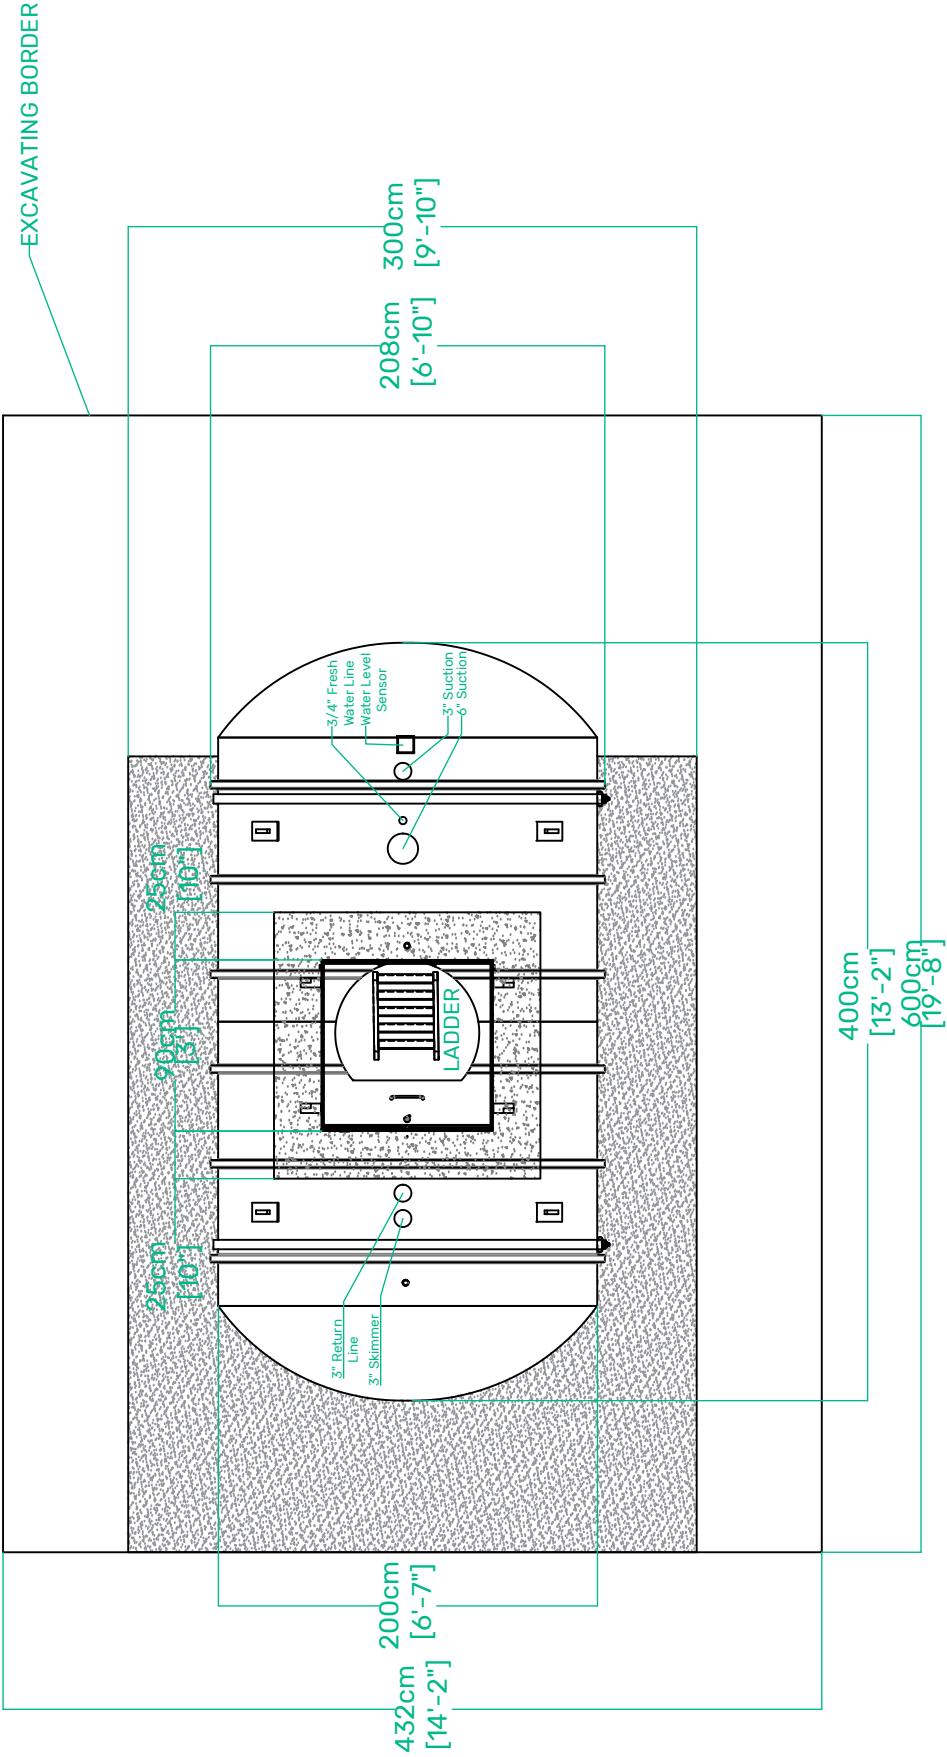 EXCAVATING BORDER
300cm
[9'-10"]
208cm
[6'-10"]
3/4" Fresh
Water Line
Water Level
Sensor
3" Suction
6" Suction
25cm
[10"]
90cm
[3']
LADDER
400cm
[13'-2"]
600cm
[19'-8"]
25cm
[10"]
3" Return
Line
3" Skimmer
200cm
[6'-7"]
432cm
[14'-2"]